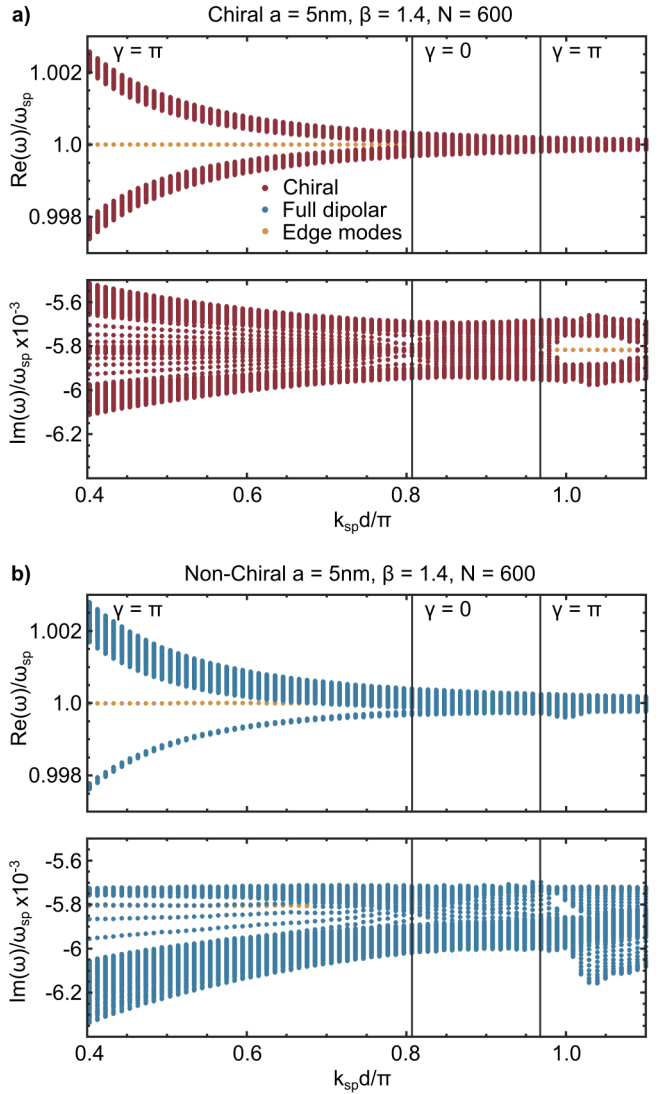 a)
Chiral a = 5nm, β = 1.4, N = 600
γ = π
γ = 0
γ = π
1.002
1.0
0.998
Re(ω)/ω_sp
Chiral
Full dipolar
Edge modes
-5.6
-5.8
-6
-6.2
Im(ω)/ω_sp x10⁻³
0.4
0.6
0.8
1.0
k_spd/π
b)
Non-Chiral a = 5nm, β = 1.4, N = 600
γ = π
γ = 0
γ = π
1.002
1.0
0.998
Re(ω)/ω_sp
-5.6
-5.8
-6
-6.2
Im(ω)/ω_sp x10⁻³
0.4
0.6
0.8
1.0
k_spd/π